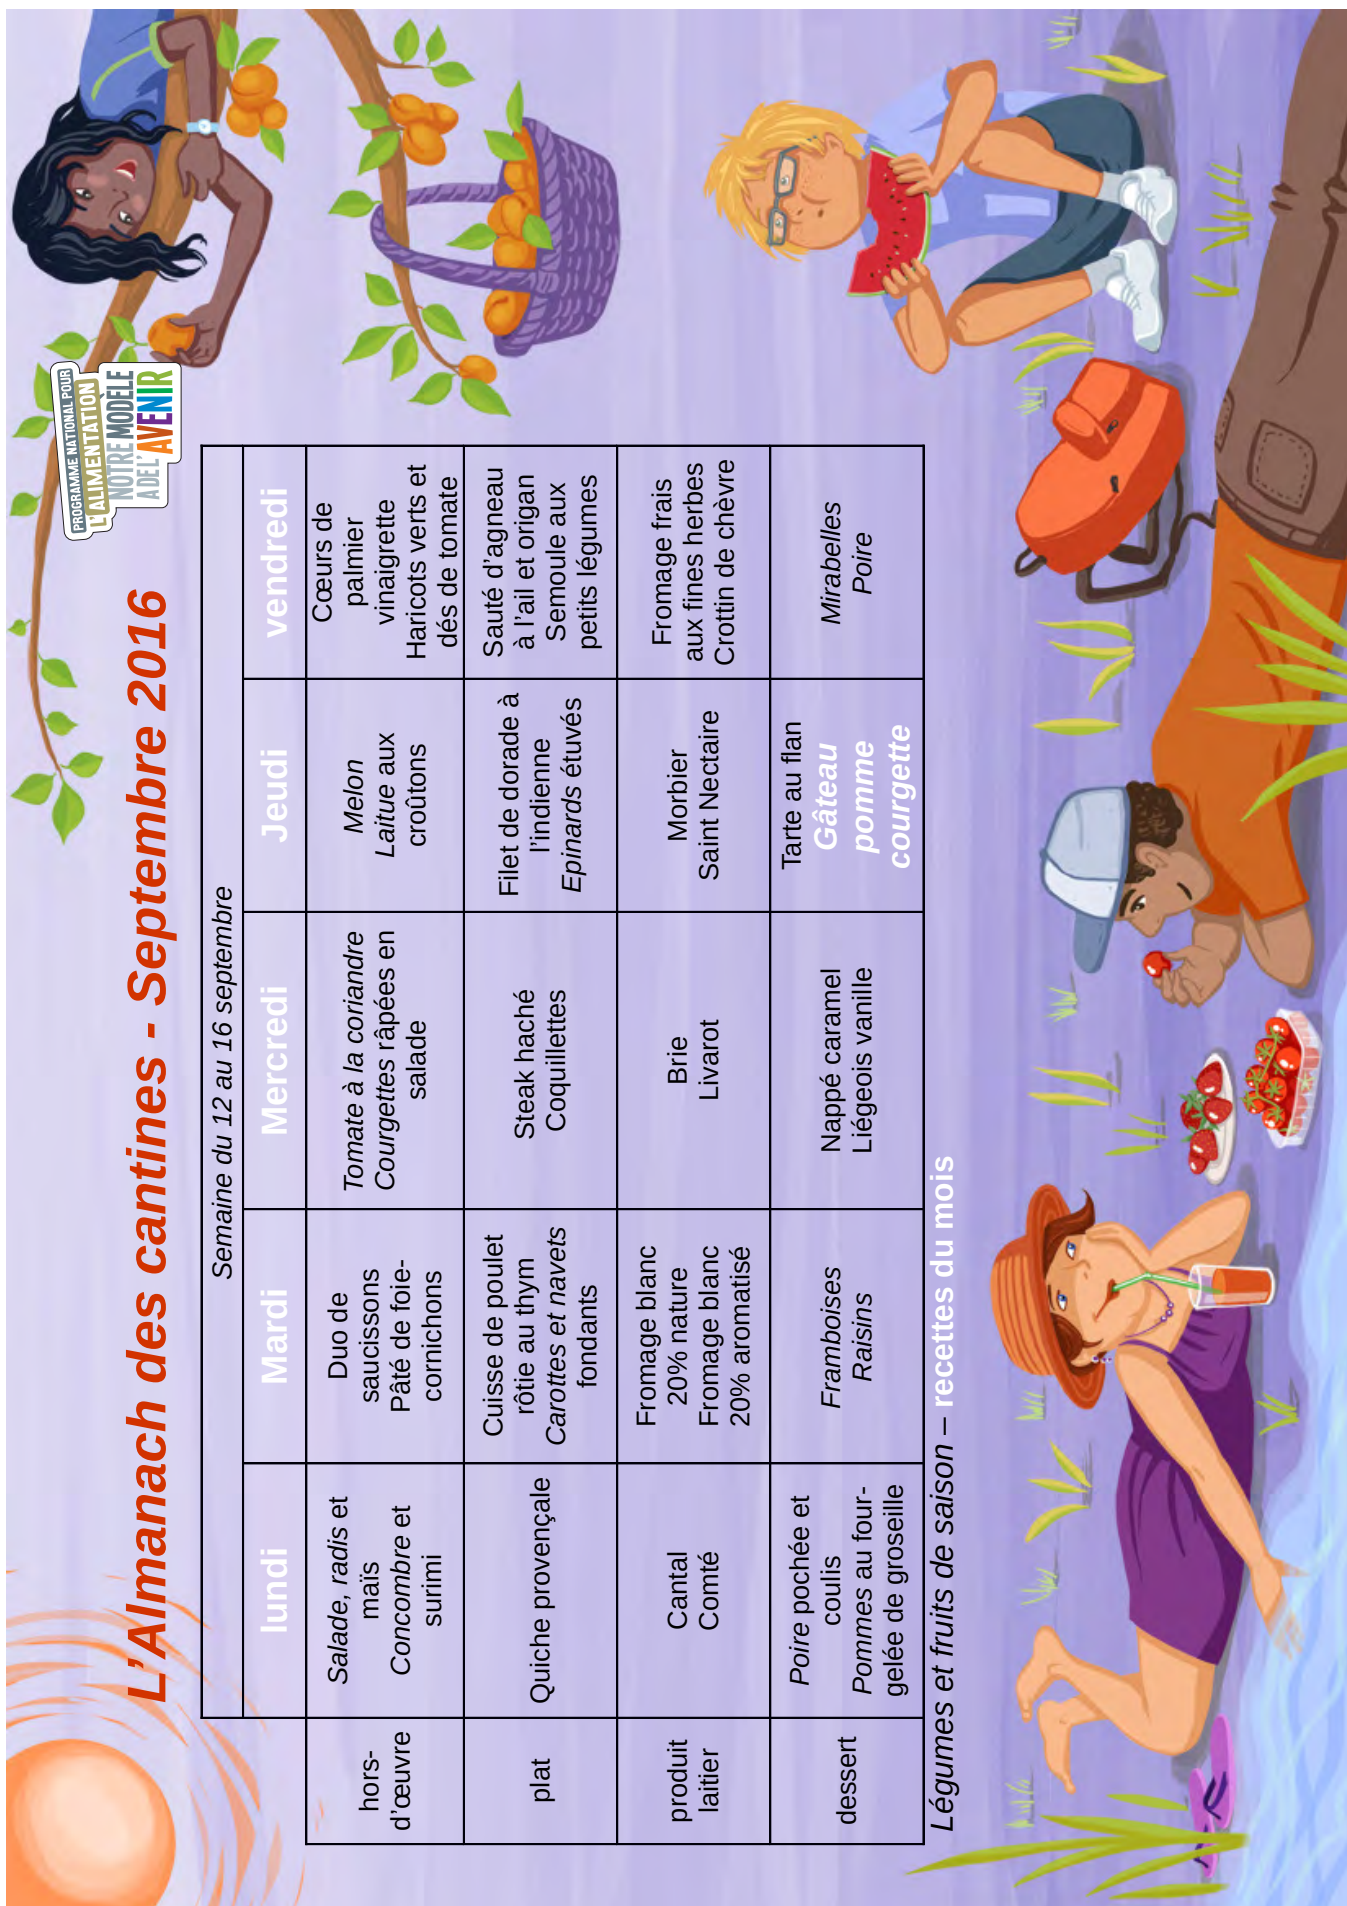 PROGRAMME NATIONAL POUR
L'ALIMENTATION
NOTRE MODÈLE
A DE L'AVENIR
L'Almanach des cantines - Septembre 2016
Semaine du 12 au 16 septembre
lundi
Mardi
Mercredi
Jeudi
vendredi
hors-
d'œuvre
Salade, radis et
maïs
Concombre et
surimi
Duo de
saucissons
Pâté de foie-
cornichons
Tomate à la coriandre
Courgettes râpées en
salade
Melon
Laitue aux
croûtons
Cœurs de
palmier
vinaigrette
Haricots verts et
dés de tomate
plat
Quiche provençale
Cuisse de poulet
rôtie au thym
Carottes et navets
fondants
Steak haché
Coquillettes
Filet de dorade à
l'indienne
Epinards étuvés
Sauté d'agneau
à l'ail et origan
Semoule aux
petits légumes
produit
laitier
Cantal
Comté
Fromage blanc
20% nature
Fromage blanc
20% aromatisé
Brie
Livarot
Morbier
Saint Nectaire
Fromage frais
aux fines herbes
Crottin de chèvre
dessert
Poire pochée et
coulis
Pommes au four-
gelée de groseille
Framboises
Raisins
Nappé caramel
Liégeois vanille
Tarte au flan
Gâteau
pomme
courgette
Mirabelles
Poire
Légumes et fruits de saison – recettes du mois